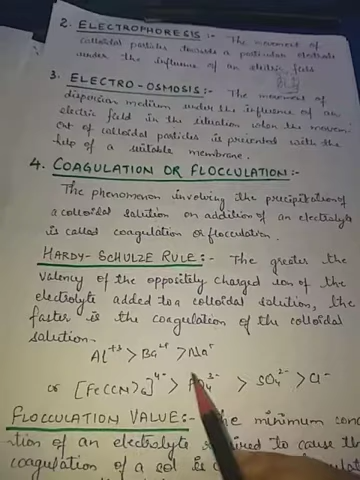 2. ELECTROPHORESIS :- The movement of
colloidal particles towards a particular electrode
under the influence of an electric field
3. ELECTRO-OSMOSIS :- The movement of
dispersion medium under the influence of an
electric field in the situation when the movem-
ent of colloidal particles is prevented with the
help of a suitable membrane.
4. COAGULATION OR FLOCCULATION:-
The phenomenon involving the precipitation of
a colloidal solution on addition of an electrolyte
is called coagulation or flocculation.
HARDY-SCHULZE RULE:- The greater the
valency of the oppositely charged ion of the
electrolyte added to a colloidal solution, the
faster is the coagulation of the colloidal
solution.
Al⁺³ > Ba²⁺ > Na⁺
or [Fe(CN)₆]⁴⁻ > PO₄³⁻ > SO₄²⁻ > Cl⁻
FLOCCULATION VALUE:- The minimum conc
tion of an electrolyte required to cause th
coagulation of a sol is